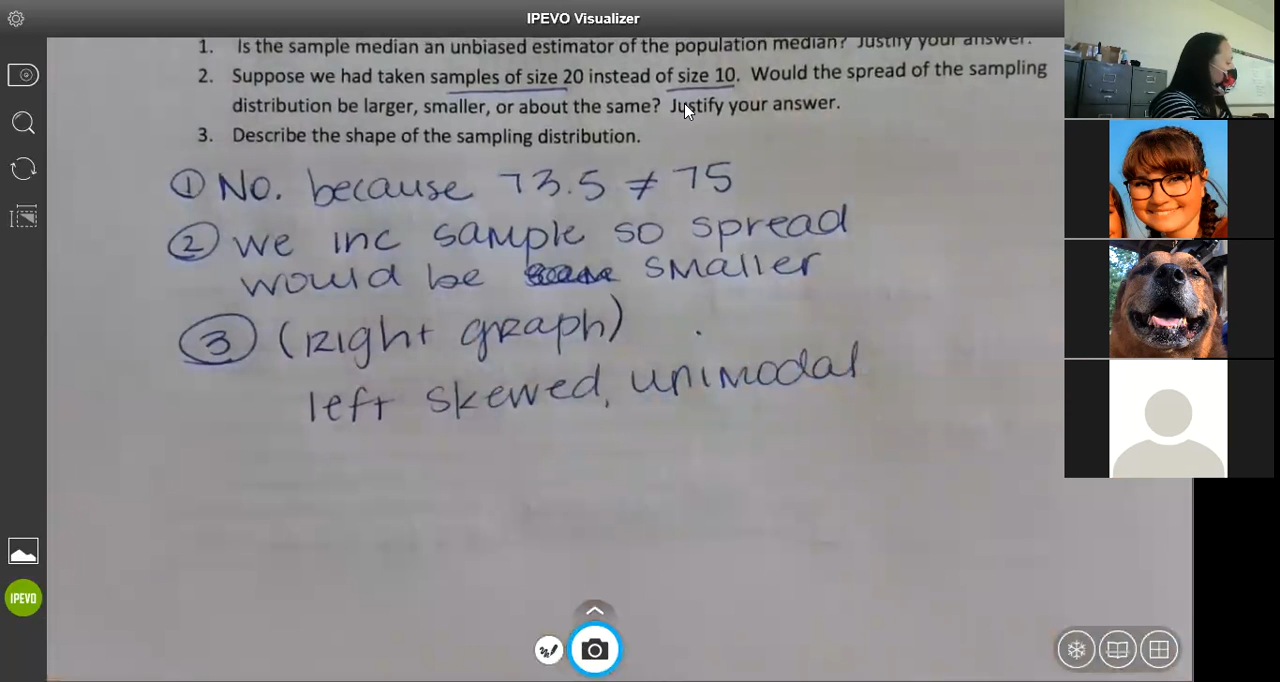 IPEVO Visualizer
1. Is the sample median an unbiased estimator of the population median? Justify your answer.
2. Suppose we had taken samples of size 20 instead of size 10. Would the spread of the sampling
distribution be larger, smaller, or about the same? Justify your answer.
3. Describe the shape of the sampling distribution.
① No. because 73.5 ≠ 75
② we inc sample so spread
would be smaller
③ (Right graph)
left skewed, unimodal
IPEVO